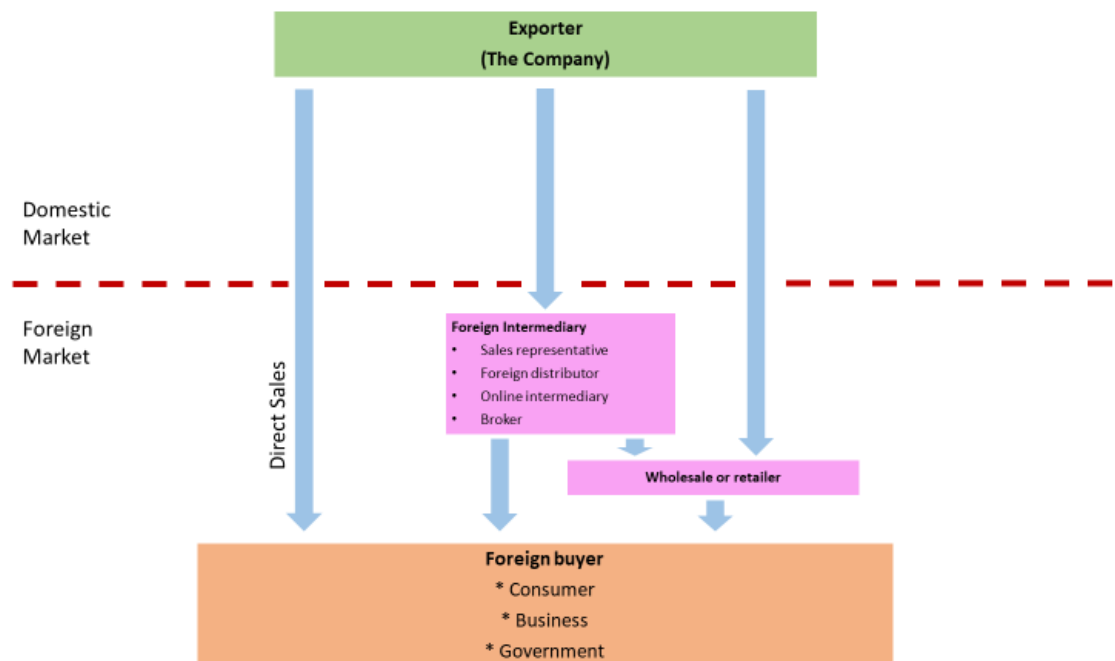 Exporter
(The Company)
Domestic
Market
Foreign
Market
Direct Sales
Foreign Intermediary
• Sales representative
• Foreign distributor
• Online intermediary
• Broker
Wholesale or retailer
Foreign buyer
* Consumer
* Business
* Government